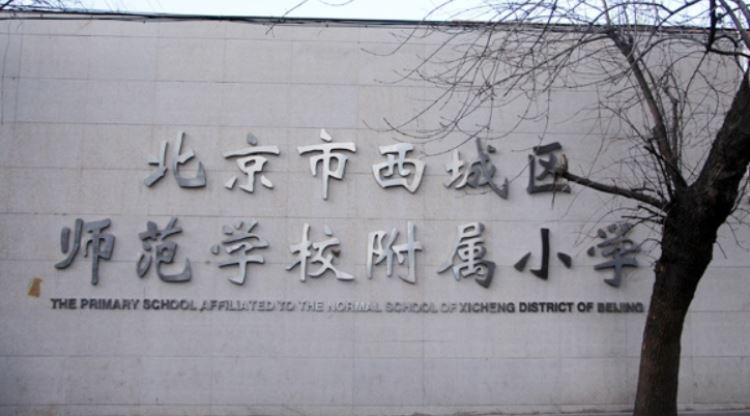 北京市西城区
师范学校附属小学
THE PRIMARY SCHOOL AFFILIATED TO THE NORMAL SCHOOL OF XICHENG DISTRICT OF BEIJING